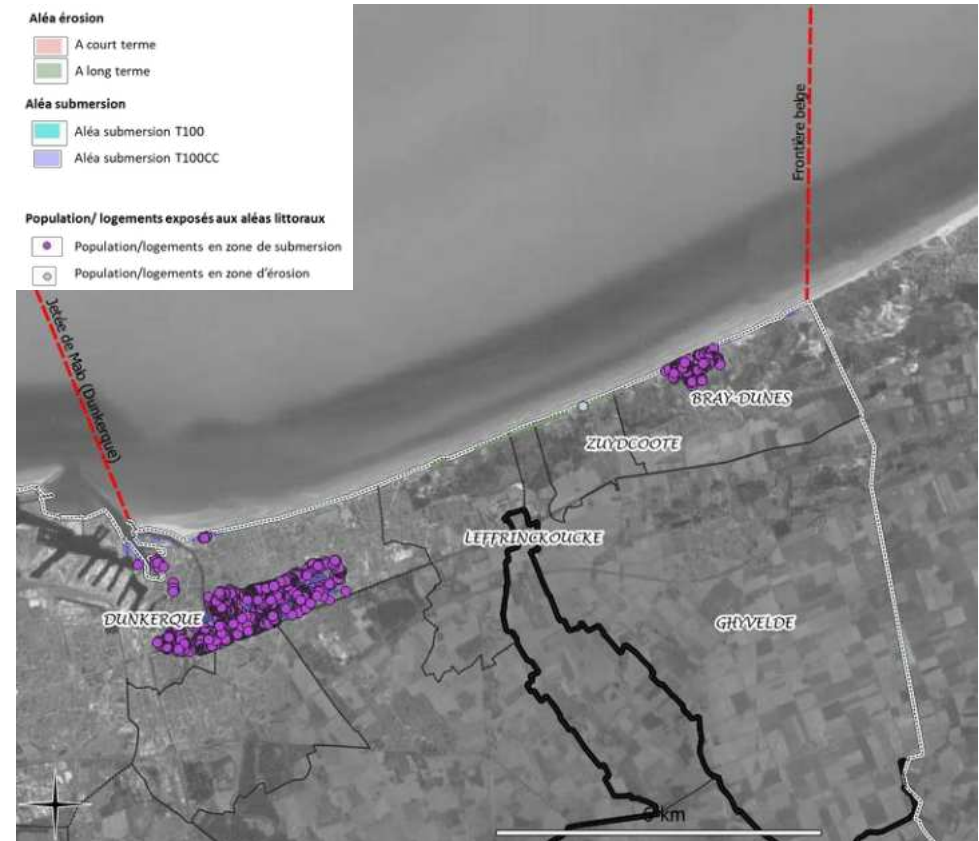 Aléa érosion
A court terme
A long terme
Aléa submersion
Aléa submersion T100
Aléa submersion T100CC
Population/ logements exposés aux aléas littoraux
Population/logements en zone de submersion
Population/logements en zone d'érosion
Frontière belge
Jetée de Mab (Dunkerque)
BRAY-DUNES
ZUYDCOOTE
LEFFRINCKOUCKE
DUNKERQUE
GHYVELDE
km